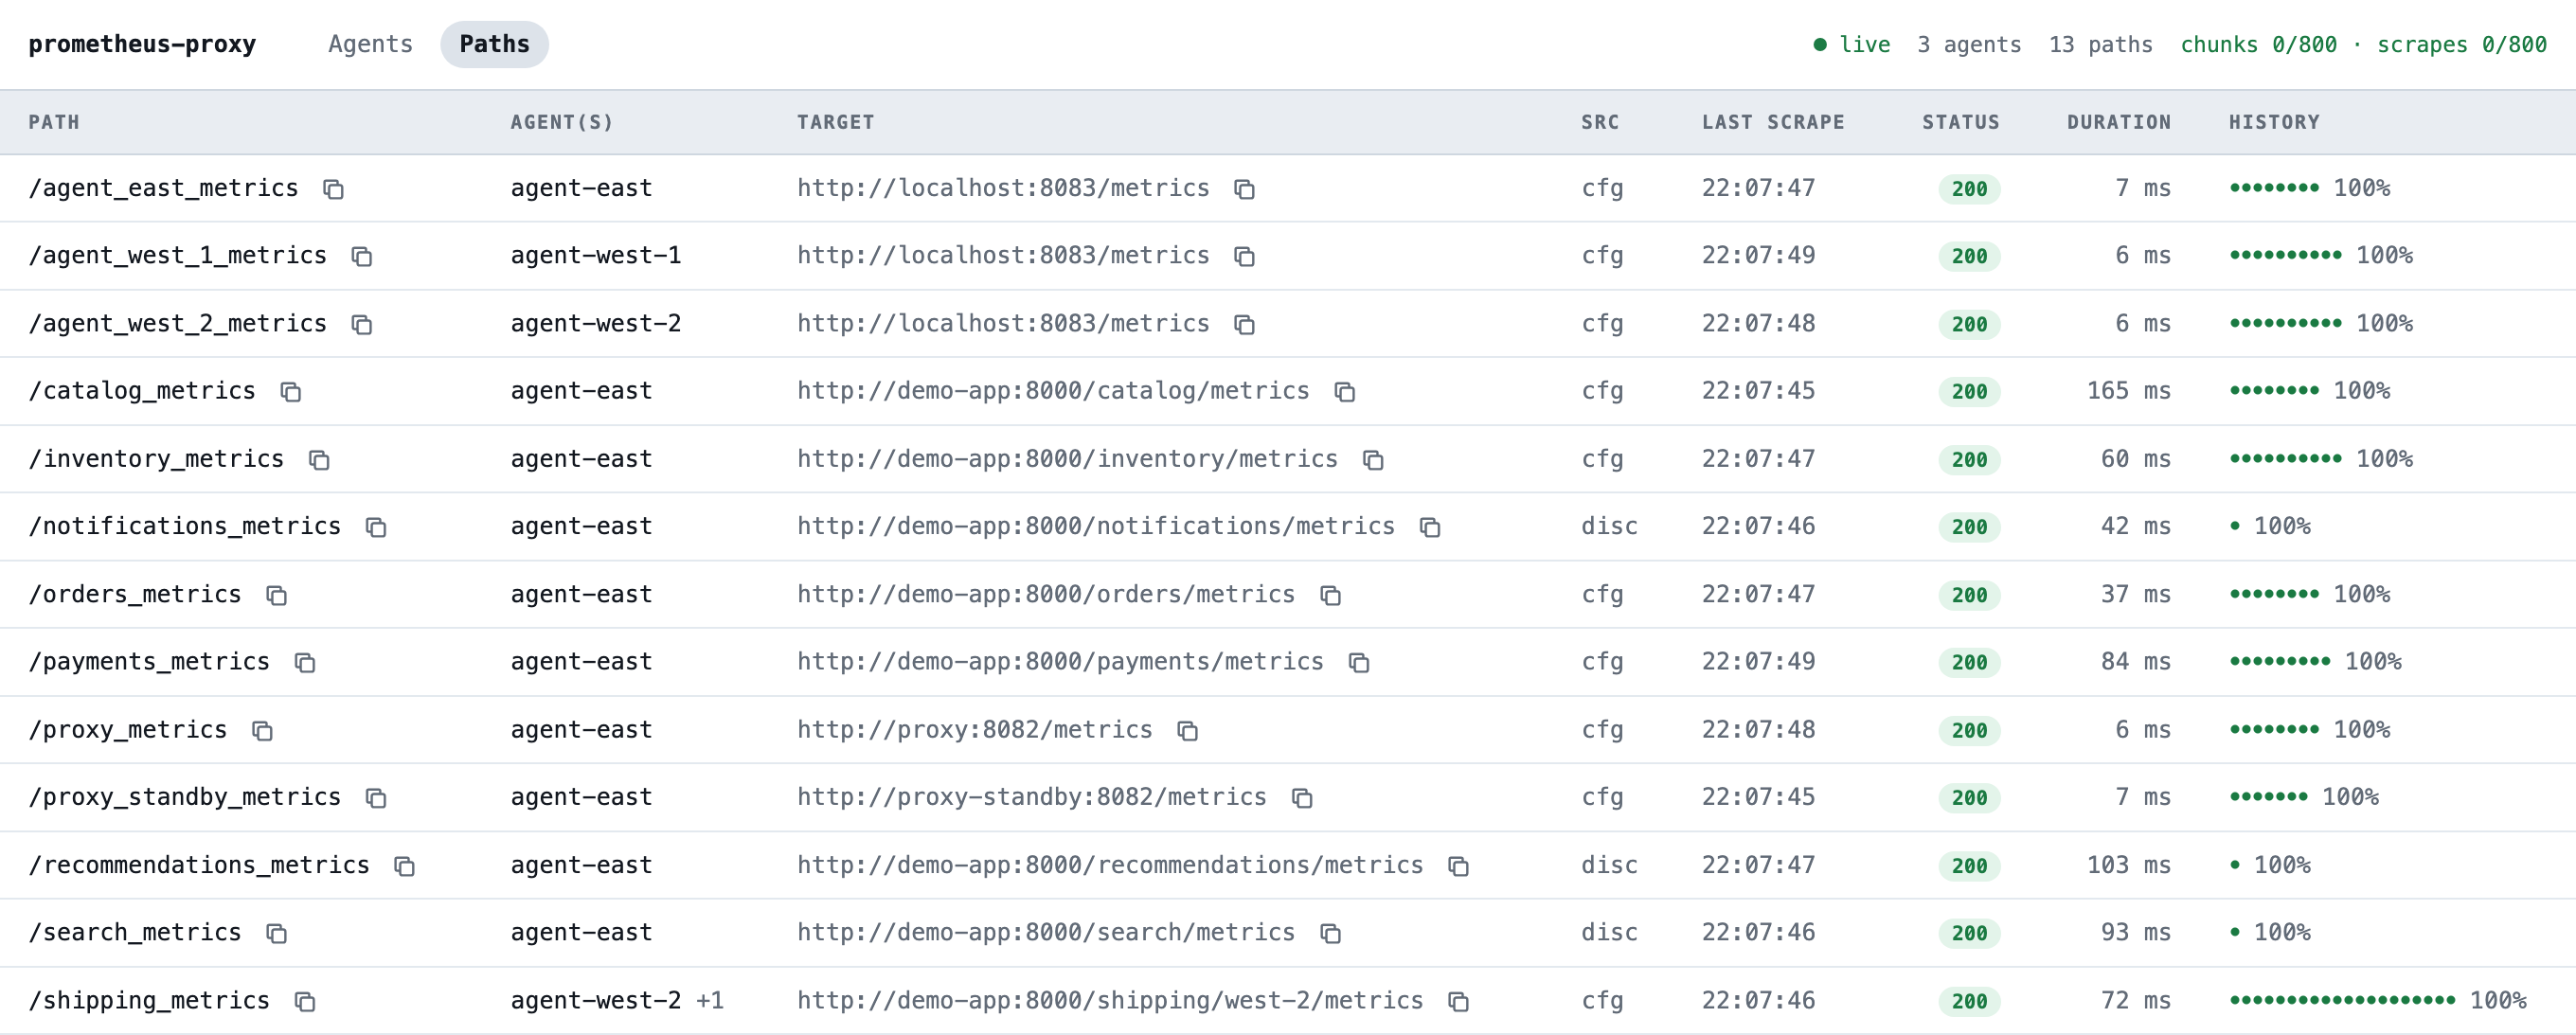 prometheus-proxy Agents Paths ● live 3 agents 13 paths chunks 0/800 · scrapes 0/800
PATH AGENT(S) TARGET SRC LAST SCRAPE STATUS DURATION HISTORY
/agent_east_metrics agent-east http://localhost:8083/metrics cfg 22:07:47 200 7 ms 100%
/agent_west_1_metrics agent-west-1 http://localhost:8083/metrics cfg 22:07:49 200 6 ms 100%
/agent_west_2_metrics agent-west-2 http://localhost:8083/metrics cfg 22:07:48 200 6 ms 100%
/catalog_metrics agent-east http://demo-app:8000/catalog/metrics cfg 22:07:45 200 165 ms 100%
/inventory_metrics agent-east http://demo-app:8000/inventory/metrics cfg 22:07:47 200 60 ms 100%
/notifications_metrics agent-east http://demo-app:8000/notifications/metrics disc 22:07:46 200 42 ms 100%
/orders_metrics agent-east http://demo-app:8000/orders/metrics cfg 22:07:47 200 37 ms 100%
/payments_metrics agent-east http://demo-app:8000/payments/metrics cfg 22:07:49 200 84 ms 100%
/proxy_metrics agent-east http://proxy:8082/metrics cfg 22:07:48 200 6 ms 100%
/proxy_standby_metrics agent-east http://proxy-standby:8082/metrics cfg 22:07:45 200 7 ms 100%
/recommendations_metrics agent-east http://demo-app:8000/recommendations/metrics disc 22:07:47 200 103 ms 100%
/search_metrics agent-east http://demo-app:8000/search/metrics disc 22:07:46 200 93 ms 100%
/shipping_metrics agent-west-2 +1 http://demo-app:8000/shipping/west-2/metrics cfg 22:07:46 200 72 ms 100%